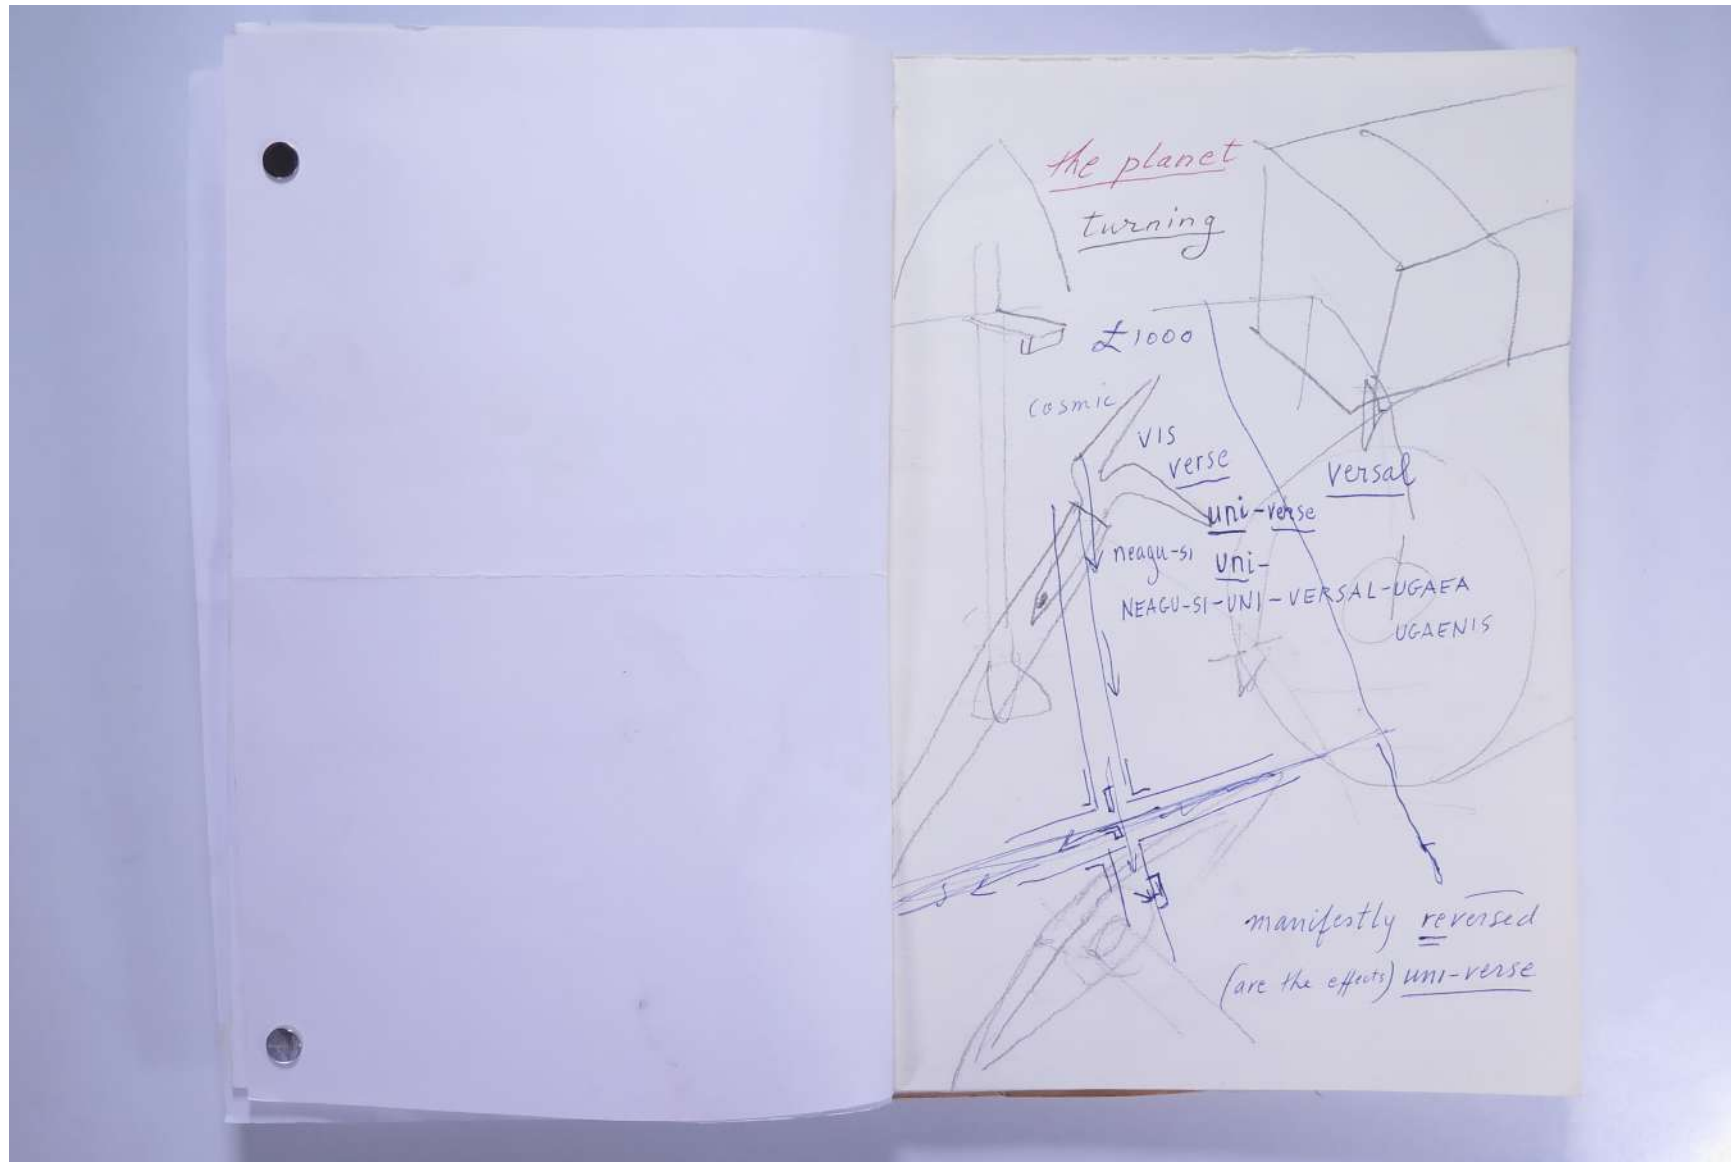 the planet
turning
£1000
cosmic
VIS
verse
versal
uni-verse
neagu-si uni-
NEAGU-SI-UNI-VERSAL-UGAEA
UGAENIS
manifestly reversed
(are the effects) uni-verse